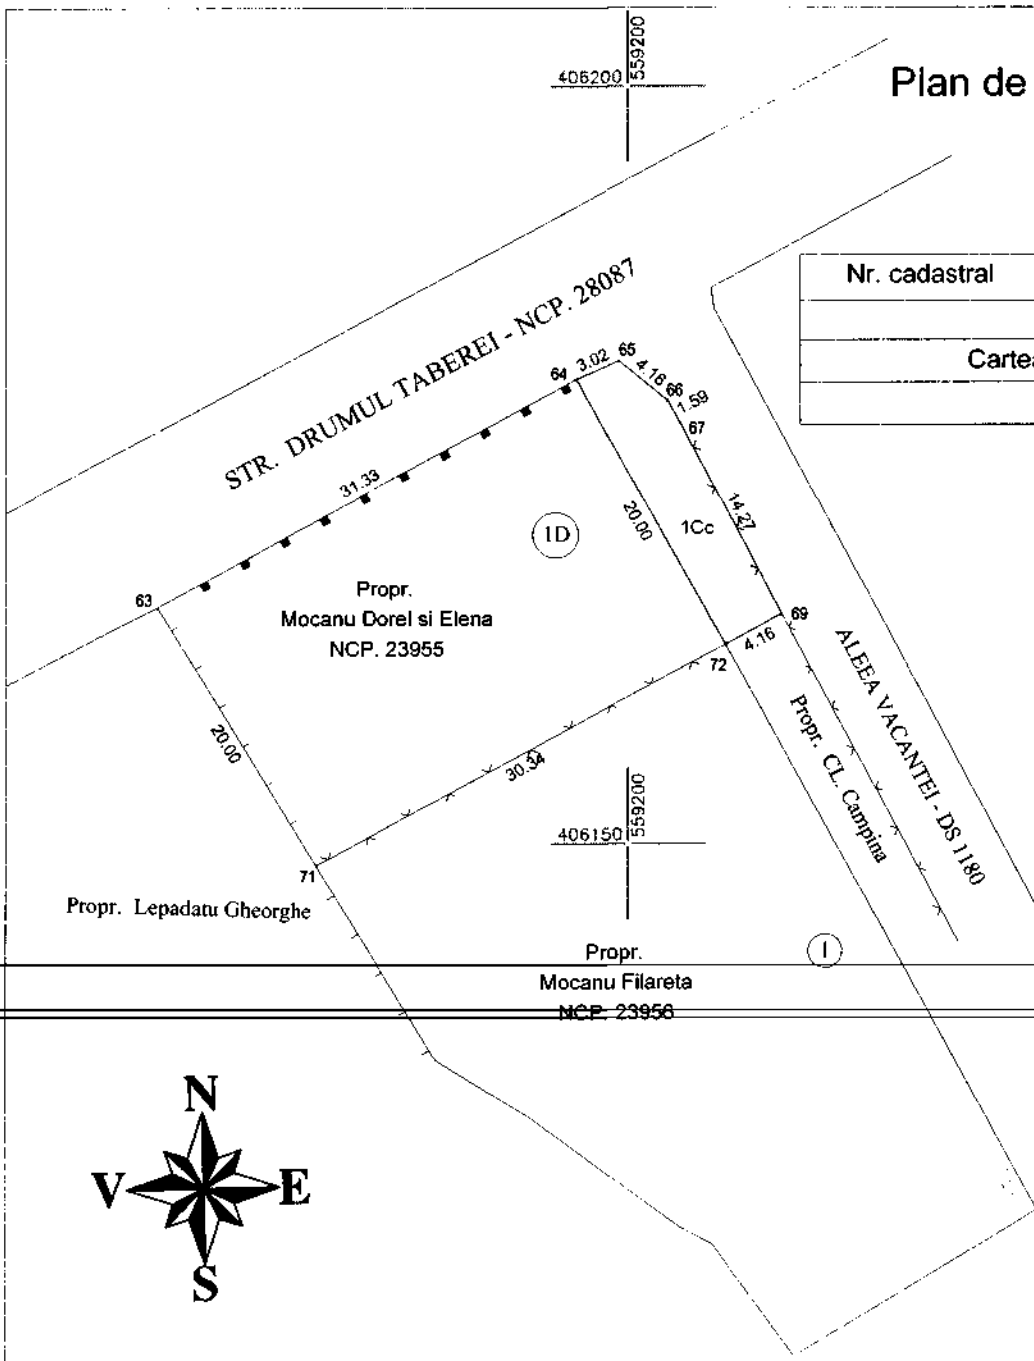 559200
406200
Plan de
Nr. cadastral
Cartea
STR. DRUMUL TABEREI - NCP. 28087
64
3.02
65
4.16
66
1.59
67
31.33
20.00
1Cc
14.27
1D
63
Propr.
Mocanu Dorel si Elena
NCP. 23955
69
4.16
72
20.00
30.34
ALEEA VACANTEI - DS 1180
Propr. CL. Campina
559200
406150
71
Propr. Lepadatu Gheorghe
Propr.
Mocanu Filareta
NCP. 23956
1
N
V
E
S